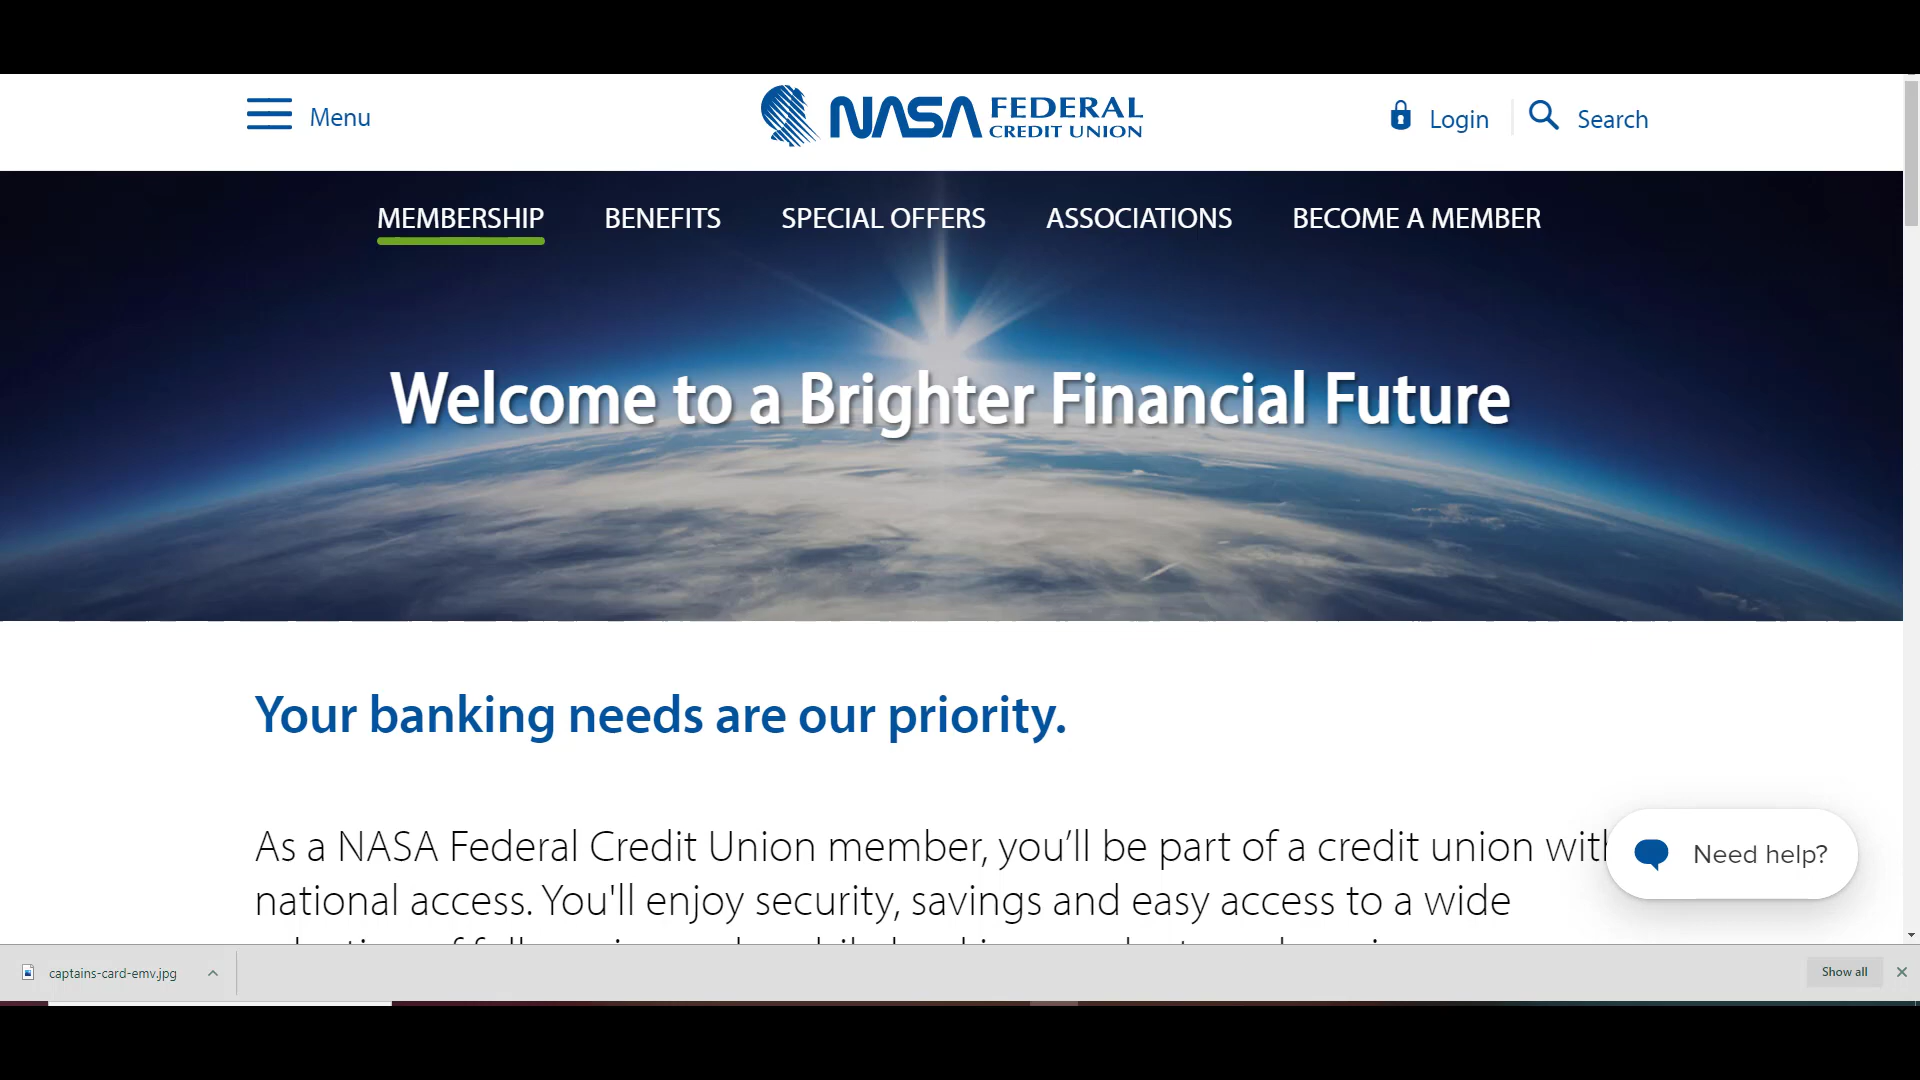 Menu
NASA FEDERAL
CREDIT UNION
Login
Search
MEMBERSHIP BENEFITS SPECIAL OFFERS ASSOCIATIONS BECOME A MEMBER
Welcome to a Brighter Financial Future
Your banking needs are our priority.
As a NASA Federal Credit Union member, you’ll be part of a credit union with
national access. You'll enjoy security, savings and easy access to a wide
Need help?
captains-card-emv.jpg
Show all